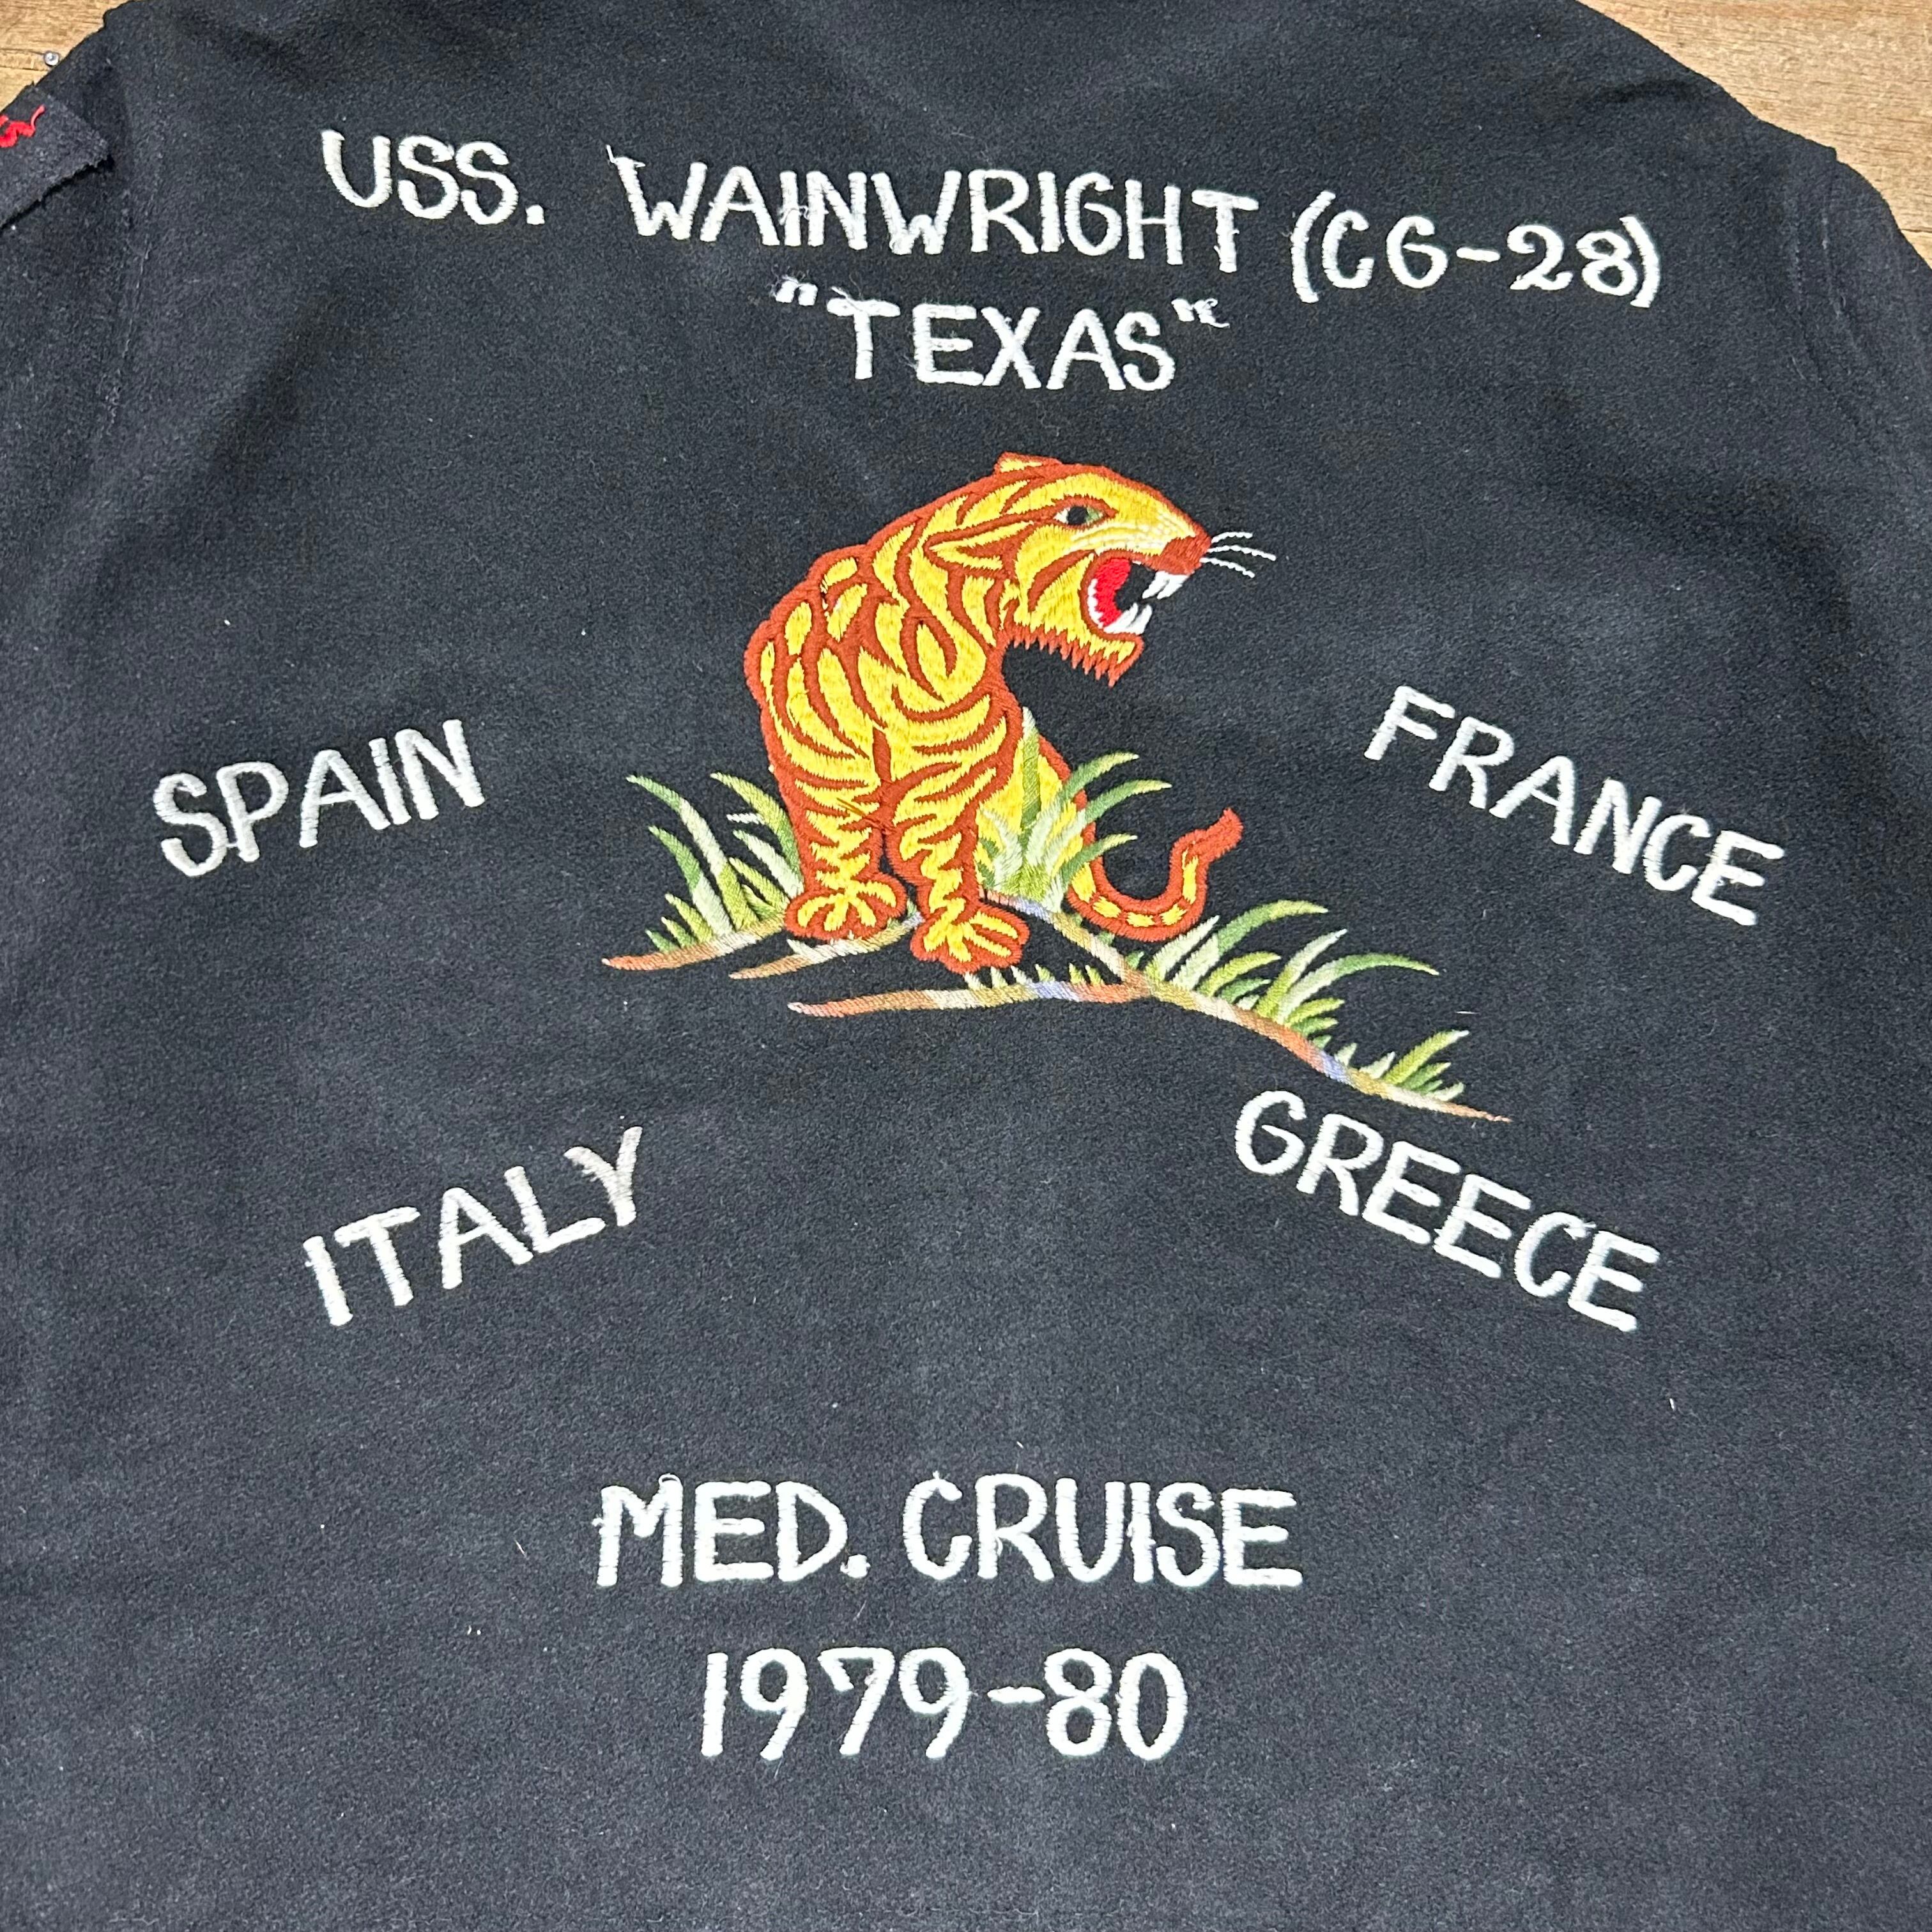 USS. WAINWRIGHT (CG-28)
"TEXAS"
SPAIN
FRANCE
ITALY
GREECE
MED. CRUISE
1979-80